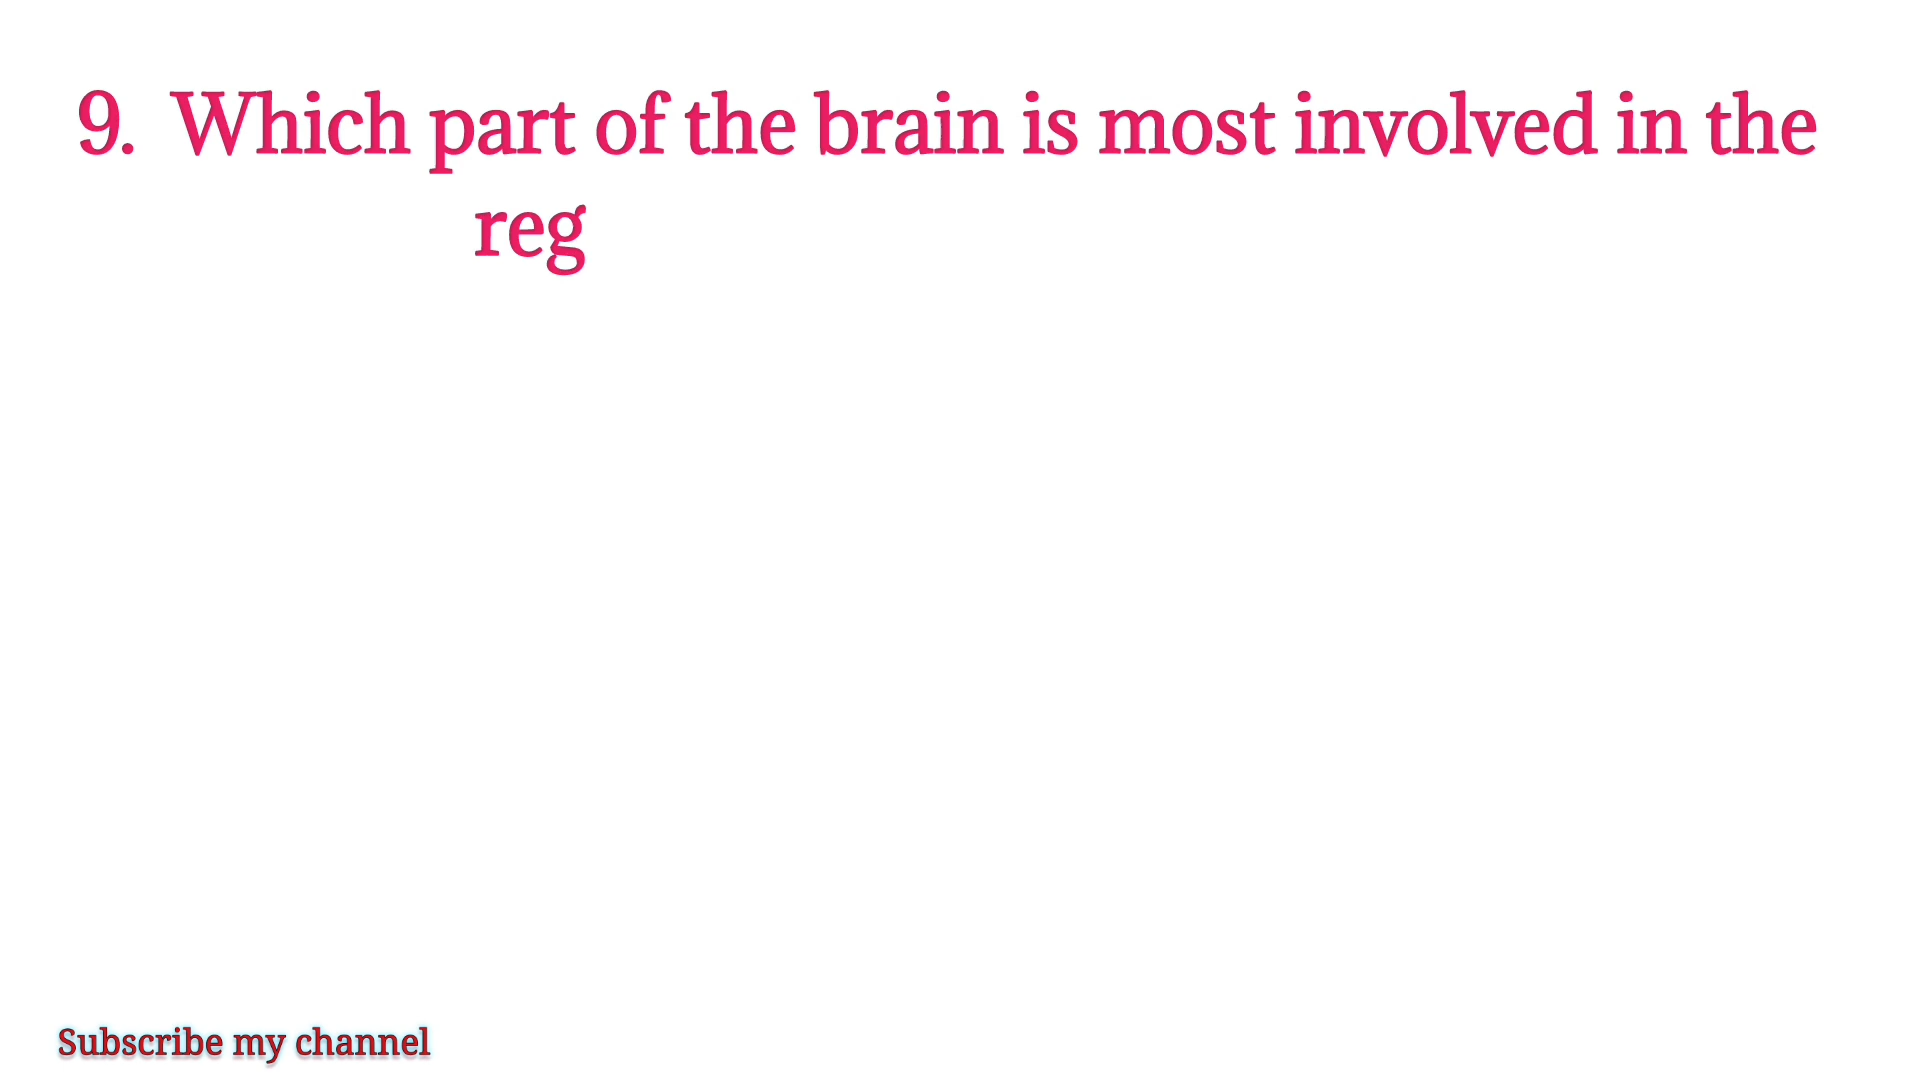 9. Which part of the brain is most involved in the
reg
Subscribe my channel